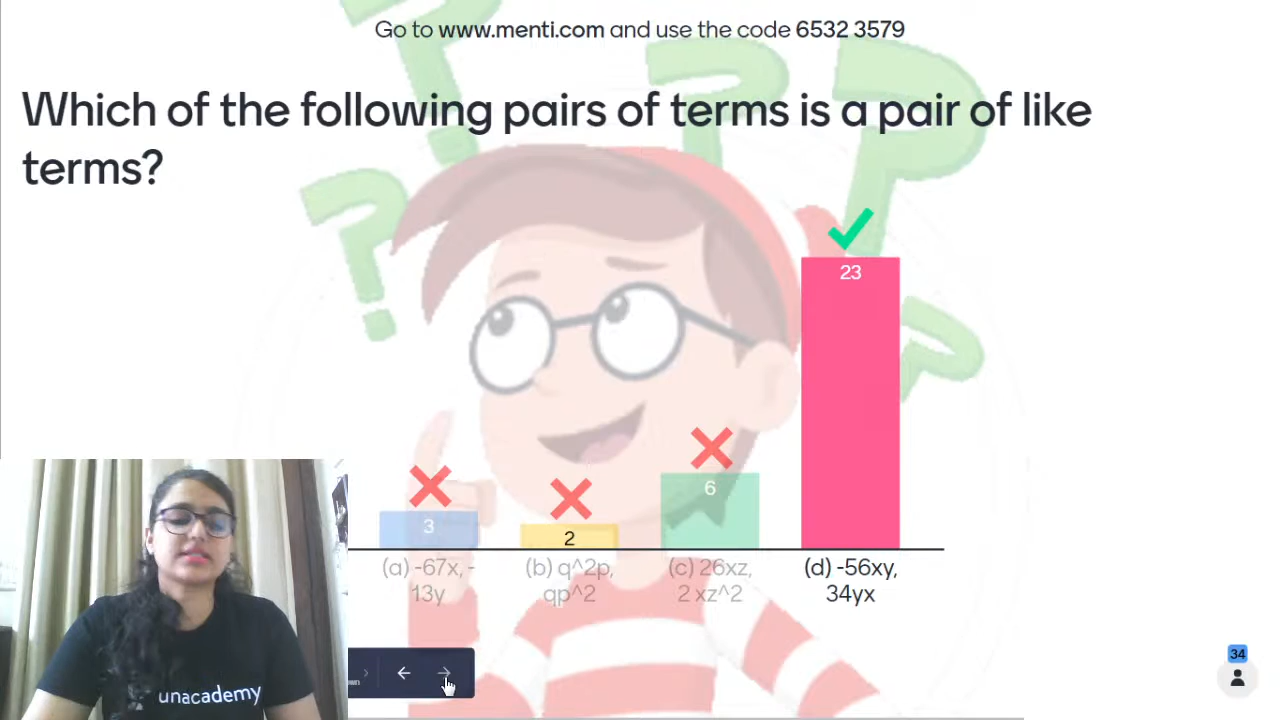 Go to www.menti.com and use the code 6532 3579
Which of the following pairs of terms is a pair of like
terms?
23
6
3
2
(a) -67x, -
13y
(b) q^2p,
qp^2
(c) 26xz,
2 xz^2
(d) -56xy,
34yx
unacademy
34